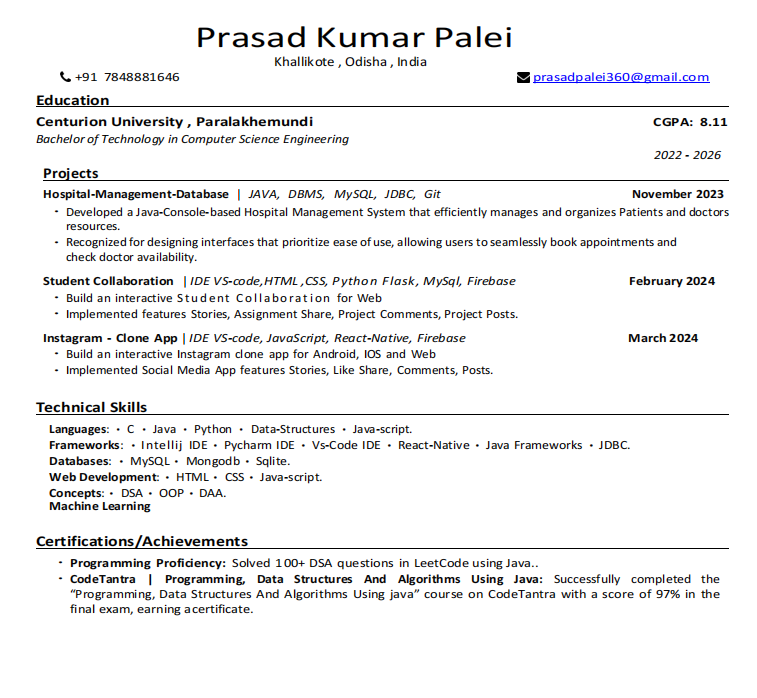 Prasad Kumar Palei
Khallikote , Odisha , India
+91 7848881646 prasadpalei360@gmail.com
Education
Centurion University , Paralakhemundi CGPA: 8.11
Bachelor of Technology in Computer Science Engineering
2022 - 2026
Projects
Hospital-Management-Database | JAVA, DBMS, MySQL, JDBC, Git November 2023
- Developed a Java-Console-based Hospital Management System that efficiently manages and organizes Patients and doctors
resources.
- Recognized for designing interfaces that prioritize ease of use, allowing users to seamlessly book appointments and
check doctor availability.
Student Collaboration | IDE VS-code,HTML ,CSS, Python Flask, MySql, Firebase February 2024
- Build an interactive Student Collaboration for Web
- Implemented features Stories, Assignment Share, Project Comments, Project Posts.
Instagram - Clone App | IDE VS-code, JavaScript, React-Native, Firebase March 2024
- Build an interactive Instagram clone app for Android, IOS and Web
- Implemented Social Media App features Stories, Like Share, Comments, Posts.
Technical Skills
Languages: • C • Java • Python • Data-Structures • Java-script.
Frameworks: • Intellij IDE • Pycharm IDE • Vs-Code IDE • React-Native • Java Frameworks • JDBC.
Databases: • MySQL • Mongodb • Sqlite.
Web Development: • HTML • CSS • Java-script.
Concepts: • DSA • OOP • DAA.
Machine Learning
Certifications/Achievements
- Programming Proficiency: Solved 100+ DSA questions in LeetCode using Java..
- CodeTantra | Programming, Data Structures And Algorithms Using Java: Successfully completed the
“Programming, Data Structures And Algorithms Using java” course on CodeTantra with a score of 97% in the
final exam, earning acertificate.